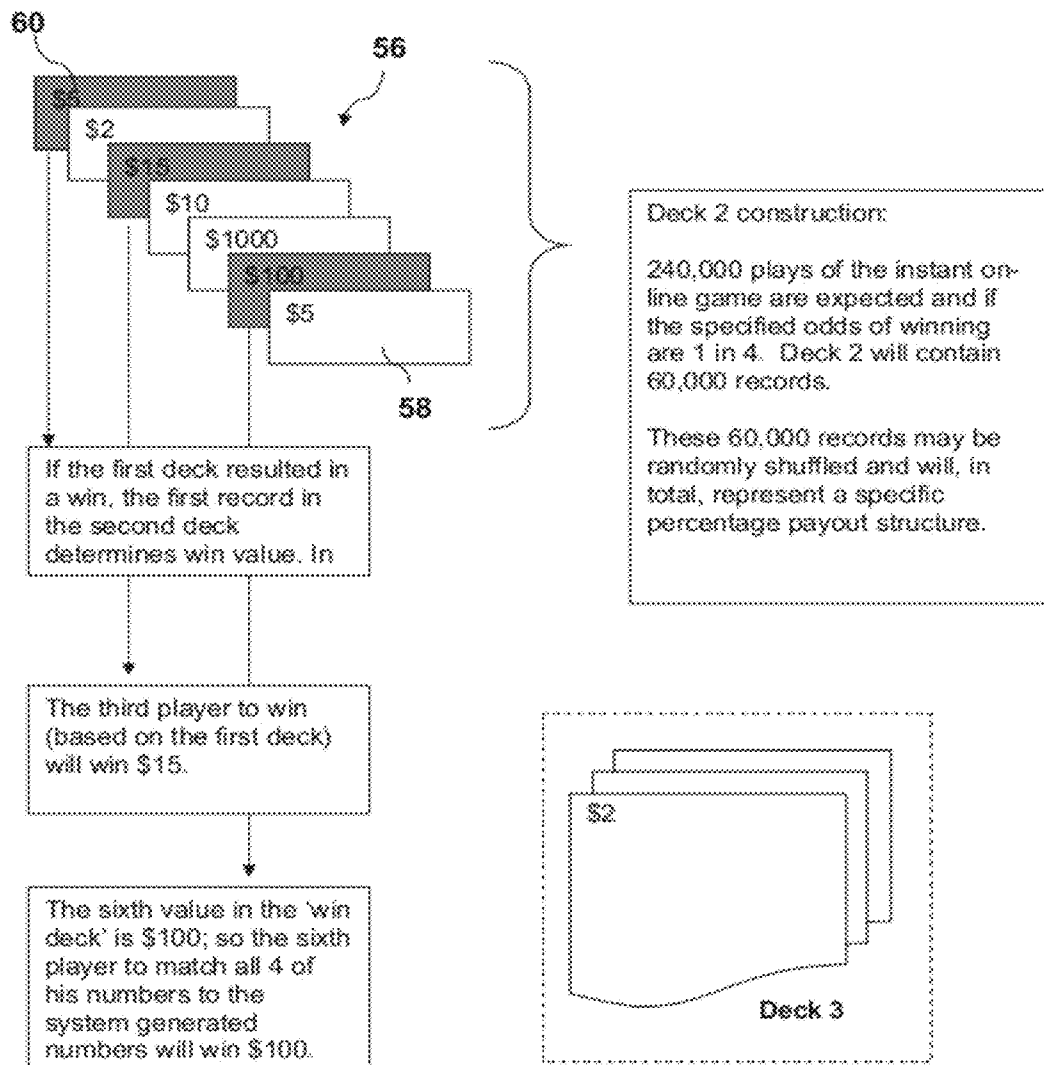 60
56
$5
$2
$15
$10
$1000
$100
$5
58
Deck 2 construction:
240,000 plays of the instant on-
line game are expected and if
the specified odds of winning
are 1 in 4. Deck 2 will contain
60,000 records.
These 60,000 records may be
randomly shuffled and will, in
total, represent a specific
percentage payout structure.
If the first deck resulted in
a win, the first record in
the second deck
determines win value. In
The third player to win
(based on the first deck)
will win $15.
The sixth value in the 'win
deck' is $100; so the sixth
player to match all 4 of
his numbers to the
system generated
numbers will win $100.
$2
Deck 3